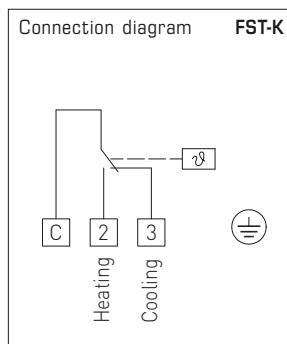 Connection diagram FST-K
ϑ
C 2 3
Heating
Cooling